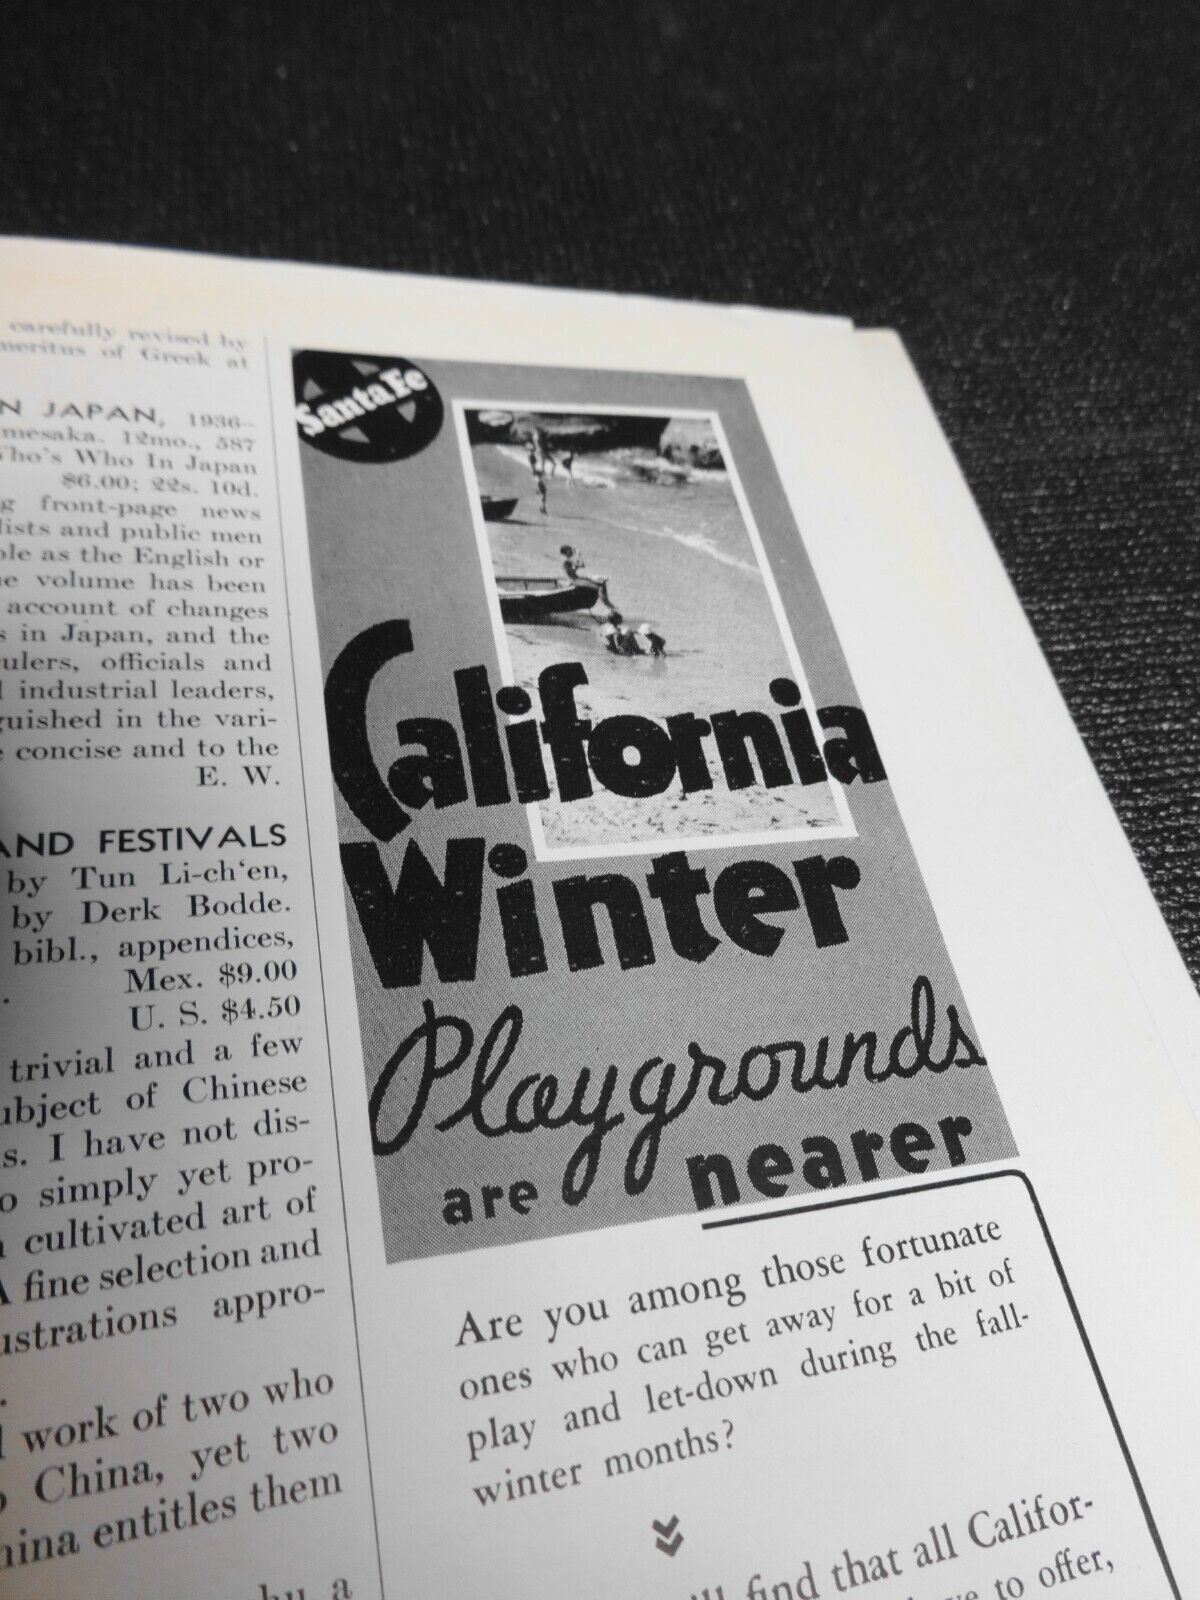 carefully revised by
meritus of Greek at
N JAPAN, 1936–
mesaka. 12mo., 587
Who's Who In Japan
$6.00; 22s. 10d.
g front-page news
lists and public men
ble as the English or
e volume has been
account of changes
s in Japan, and the
rulers, officials and
l industrial leaders,
guished in the vari-
e concise and to the
E. W.
AND FESTIVALS
by Tun Li-ch'en,
by Derk Bodde.
bibl., appendices,
Mex. $9.00
U. S. $4.50
trivial and a few
ubject of Chinese
s. I have not dis-
o simply yet pro-
cultivated art of
A fine selection and
ustrations appro-
work of two who
China, yet two
hina entitles them
by a
Santa Fe
California
Winter
Playgrounds
are nearer
Are you among those fortunate
ones who can get away for a bit of
play and let-down during the fall-
winter months?
find that all Califor-
to offer,